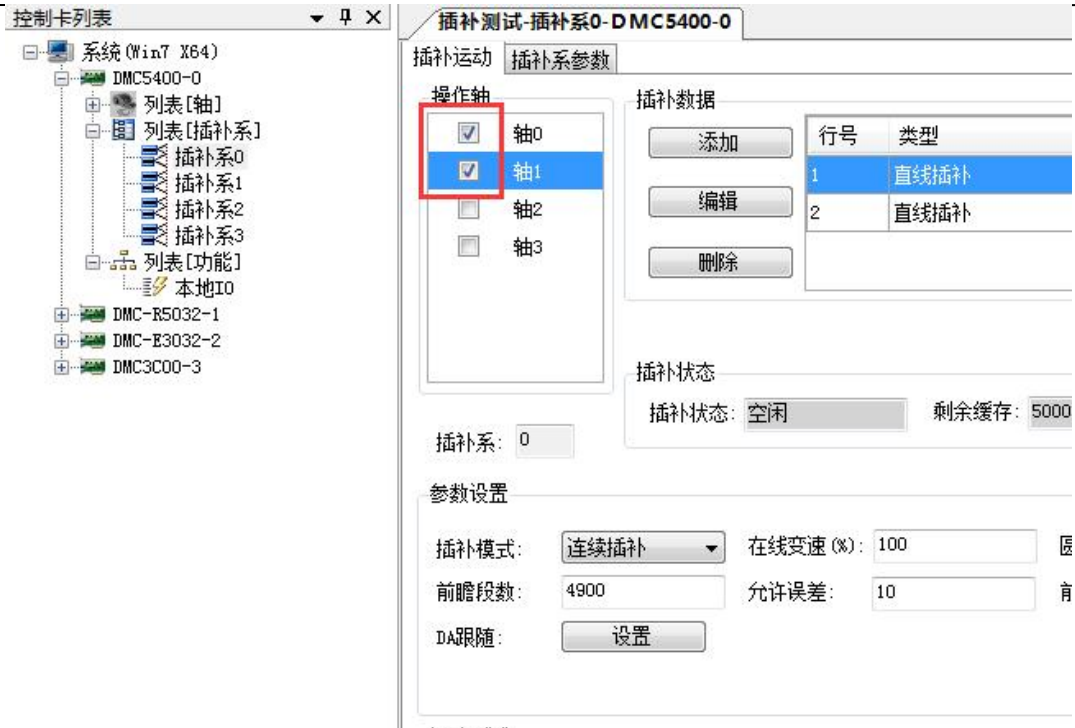 控制卡列表
系统(Win7 X64)
DMC5400-0
列表[轴]
列表[插补系]
插补系0
插补系1
插补系2
插补系3
列表[功能]
本地IO
DMC-R5032-1
DMC-E3032-2
DMC3C00-3
插补测试-插补系0-DMC5400-0
插补运动 插补系参数
操作轴
轴0
轴1
轴2
轴3
插补数据
添加
编辑
删除
行号 类型
1 直线插补
2 直线插补
插补状态
插补状态: 空闲 剩余缓存: 5000
插补系: 0
参数设置
插补模式: 连续插补 在线变速(%): 100
前瞻段数: 4900 允许误差: 10 前
DA跟随: 设置